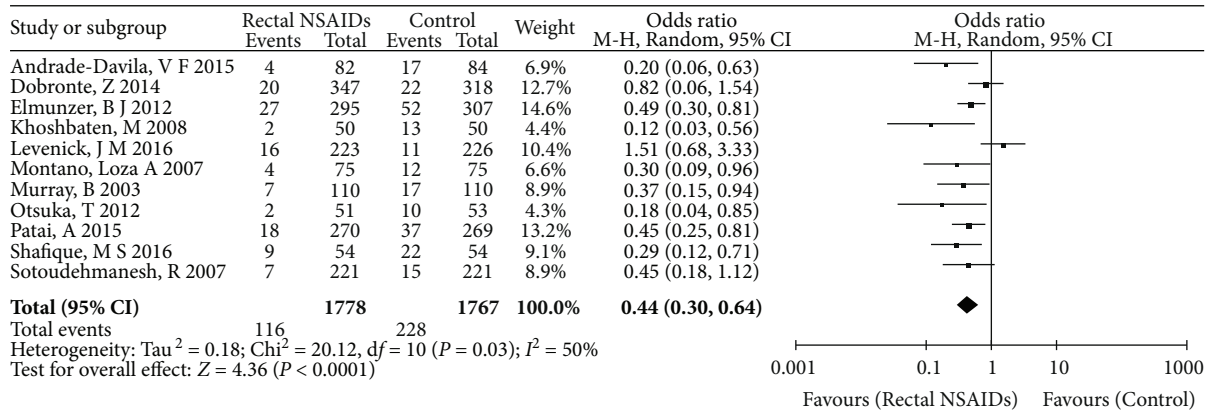 Study or subgroup Rectal NSAIDs Control Weight Odds ratio Odds ratio
Events Total Events Total M-H, Random, 95% CI M-H, Random, 95% CI
Andrade-Davila, V F 2015 4 82 17 84 6.9% 0.20 (0.06, 0.63)
Dobronte, Z 2014 20 347 22 318 12.7% 0.82 (0.06, 1.54)
Elmunzer, B J 2012 27 295 52 307 14.6% 0.49 (0.30, 0.81)
Khoshbaten, M 2008 2 50 13 50 4.4% 0.12 (0.03, 0.56)
Levenick, J M 2016 16 223 11 226 10.4% 1.51 (0.68, 3.33)
Montano, Loza A 2007 4 75 12 75 6.6% 0.30 (0.09, 0.96)
Murray, B 2003 7 110 17 110 8.9% 0.37 (0.15, 0.94)
Otsuka, T 2012 2 51 10 53 4.3% 0.18 (0.04, 0.85)
Patai, A 2015 18 270 37 269 13.2% 0.45 (0.25, 0.81)
Shafique, M S 2016 9 54 22 54 9.1% 0.29 (0.12, 0.71)
Sotoudehmanesh, R 2007 7 221 15 221 8.9% 0.45 (0.18, 1.12)
Total (95% CI) 1778 1767 100.0% 0.44 (0.30, 0.64)
Total events 116 228
Heterogeneity: Tau² = 0.18; Chi² = 20.12, df = 10 (P = 0.03); I² = 50%
Test for overall effect: Z = 4.36 (P < 0.0001)
0.001 0.1 1 10 1000
Favours (Rectal NSAIDs) Favours (Control)